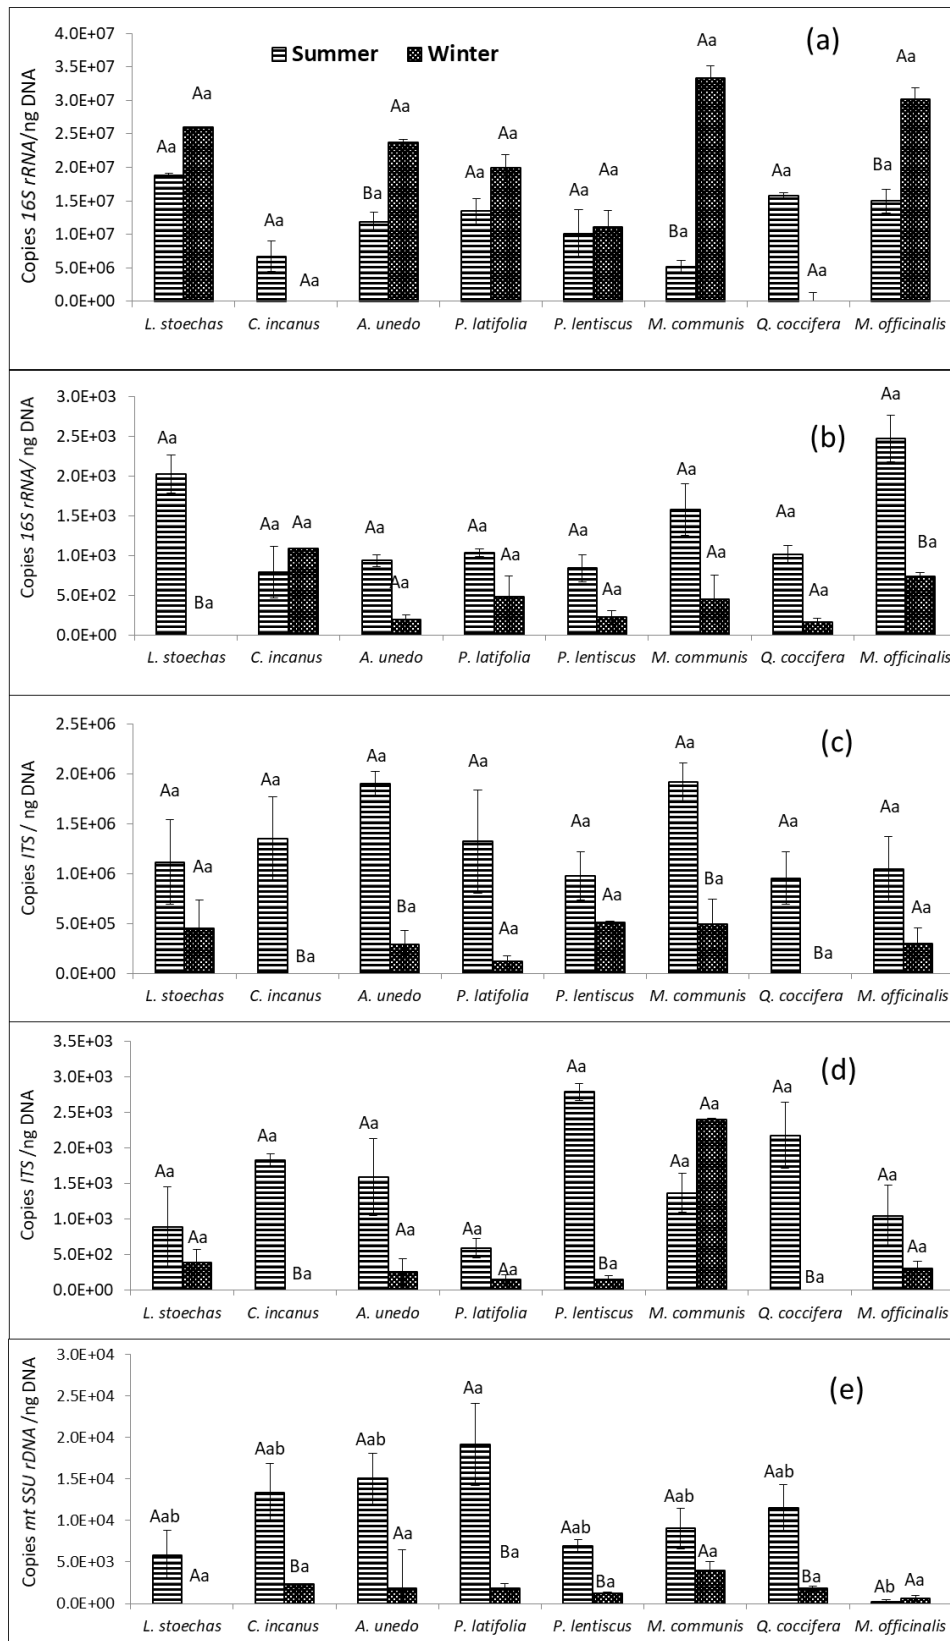 (a)
Summer Winter
Copies 16S rRNA/ng DNA
4.0E+07
3.5E+07
3.0E+07
2.5E+07
2.0E+07
1.5E+07
1.0E+07
5.0E+06
0.0E+00
Aa Aa Aa Aa Ba Aa Aa Aa Aa Aa Ba Aa Aa Aa Ba Aa
L. stoechas C. incanus A. unedo P. latifolia P. lentiscus M. communis Q. coccifera M. officinalis
(b)
Copies 16S rRNA/ ng DNA
3.0E+03
2.5E+03
2.0E+03
1.5E+03
1.0E+03
5.0E+02
0.0E+00
Aa Ba Aa Aa Aa Aa Aa Aa Aa Aa Aa Aa Aa Aa Aa Ba
L. stoechas C. incanus A. unedo P. latifolia P. lentiscus M. communis Q. coccifera M. officinalis
(c)
Copies ITS / ng DNA
2.5E+06
2.0E+06
1.5E+06
1.0E+06
5.0E+05
0.0E+00
Aa Aa Aa Ba Aa Ba Aa Aa Aa Aa Aa Ba Aa Ba Aa Aa
L. stoechas C. incanus A. unedo P. latifolia P. lentiscus M. communis Q. coccifera M. officinalis
(d)
Copies ITS /ng DNA
3.5E+03
3.0E+03
2.5E+03
2.0E+03
1.5E+03
1.0E+03
5.0E+02
0.0E+00
Aa Aa Aa Ba Aa Aa Aa Aa Aa Ba Aa Aa Aa Ba Aa Aa
L. stoechas C. incanus A. unedo P. latifolia P. lentiscus M. communis Q. coccifera M. officinalis
(e)
Copies mt SSU rDNA /ng DNA
3.0E+04
2.5E+04
2.0E+04
1.5E+04
1.0E+04
5.0E+03
0.0E+00
Aab Aa Aab Ba Aab Aa Aa Ba Aab Ba Aab Aa Aab Ba Ab Aa
L. stoechas C. incanus A. unedo P. latifolia P. lentiscus M. communis Q. coccifera M. officinalis